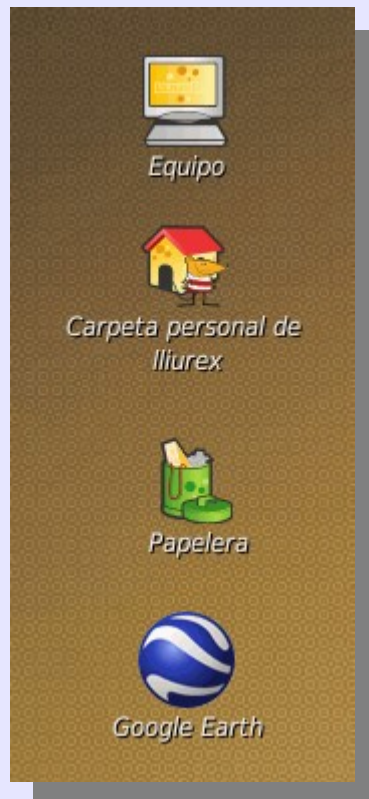 Equipo
Carpeta personal de
lliurex
Papelera
Google Earth